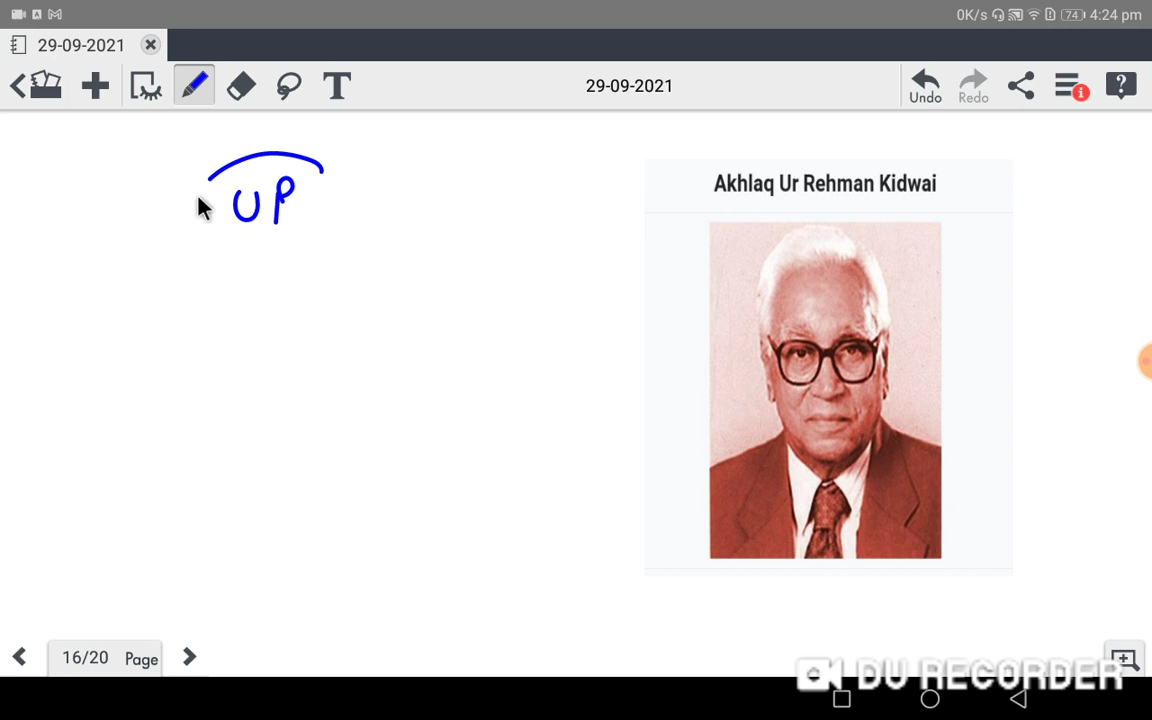 0K/s 74 4:24 pm
29-09-2021
29-09-2021
Undo
Redo
UP
Akhlaq Ur Rehman Kidwai
16/20 Page
DU RECORDER